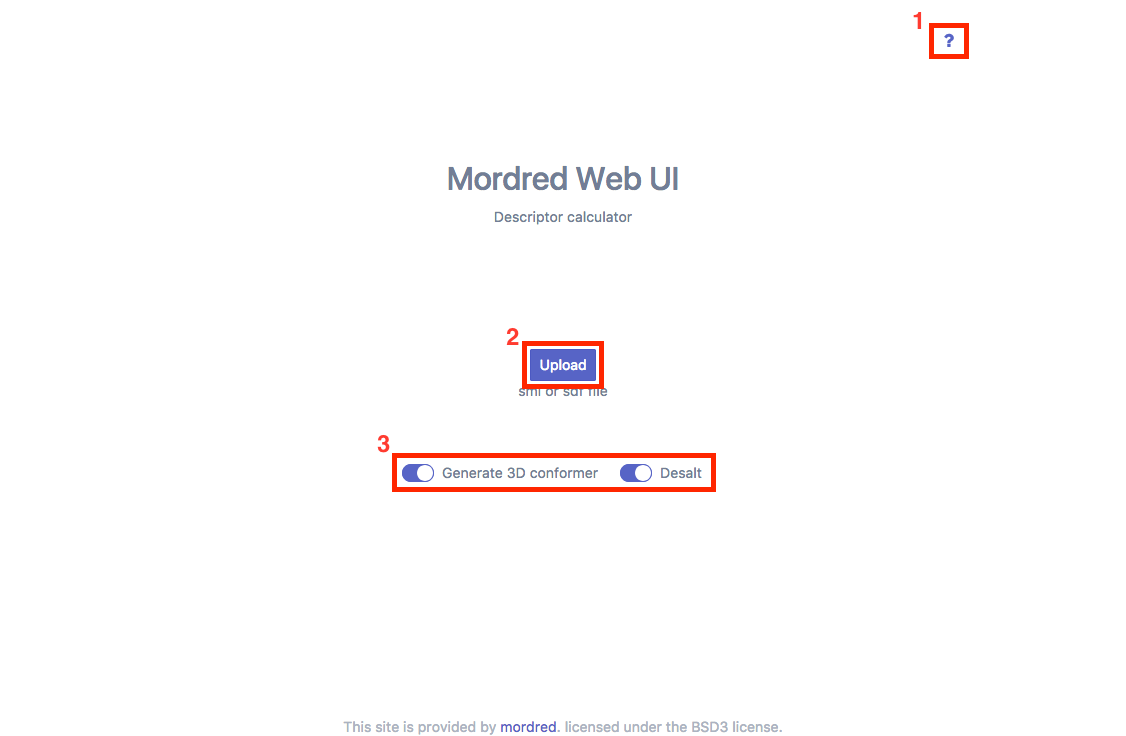 1
?
Mordred Web UI
Descriptor calculator
2
Upload
smi or sdf file
3
Generate 3D conformer Desalt
This site is provided by mordred. licensed under the BSD3 license.